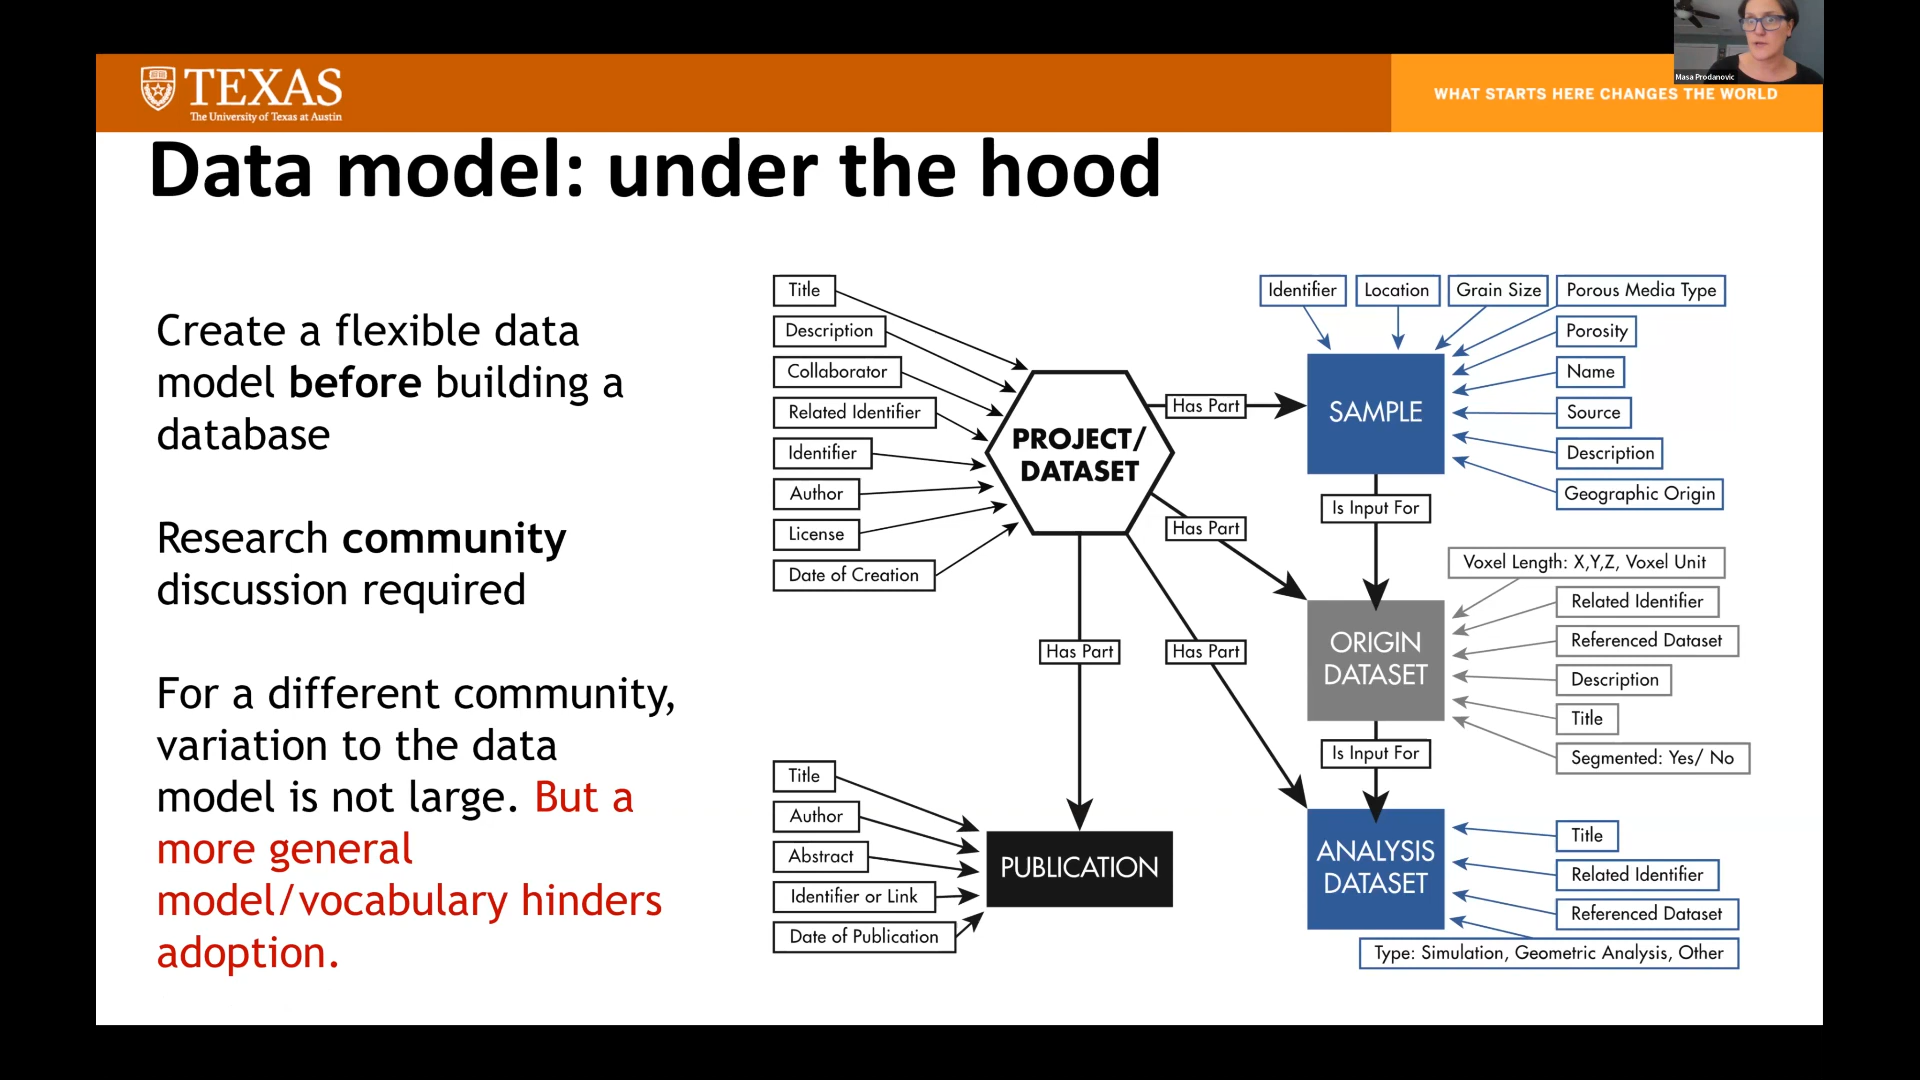 Masa Prodanovic
TEXAS
The University of Texas at Austin
WHAT STARTS HERE CHANGES THE WORLD
Data model: under the hood
Create a flexible data
model before building a
database
Research community
discussion required
For a different community,
variation to the data
model is not large. But a
more general
model/vocabulary hinders
adoption.
Title
Description
Collaborator
Related Identifier
Identifier
Author
License
Date of Creation
PROJECT/
DATASET
Has Part
Has Part
Has Part
Has Part
Title
Author
Abstract
Identifier or Link
Date of Publication
PUBLICATION
Identifier
Location
Grain Size
Porous Media Type
Porosity
Name
Source
Description
Geographic Origin
SAMPLE
Is Input For
Voxel Length: X,Y,Z, Voxel Unit
Related Identifier
Referenced Dataset
Description
Title
Segmented: Yes/ No
ORIGIN
DATASET
Is Input For
ANALYSIS
DATASET
Title
Related Identifier
Referenced Dataset
Type: Simulation, Geometric Analysis, Other